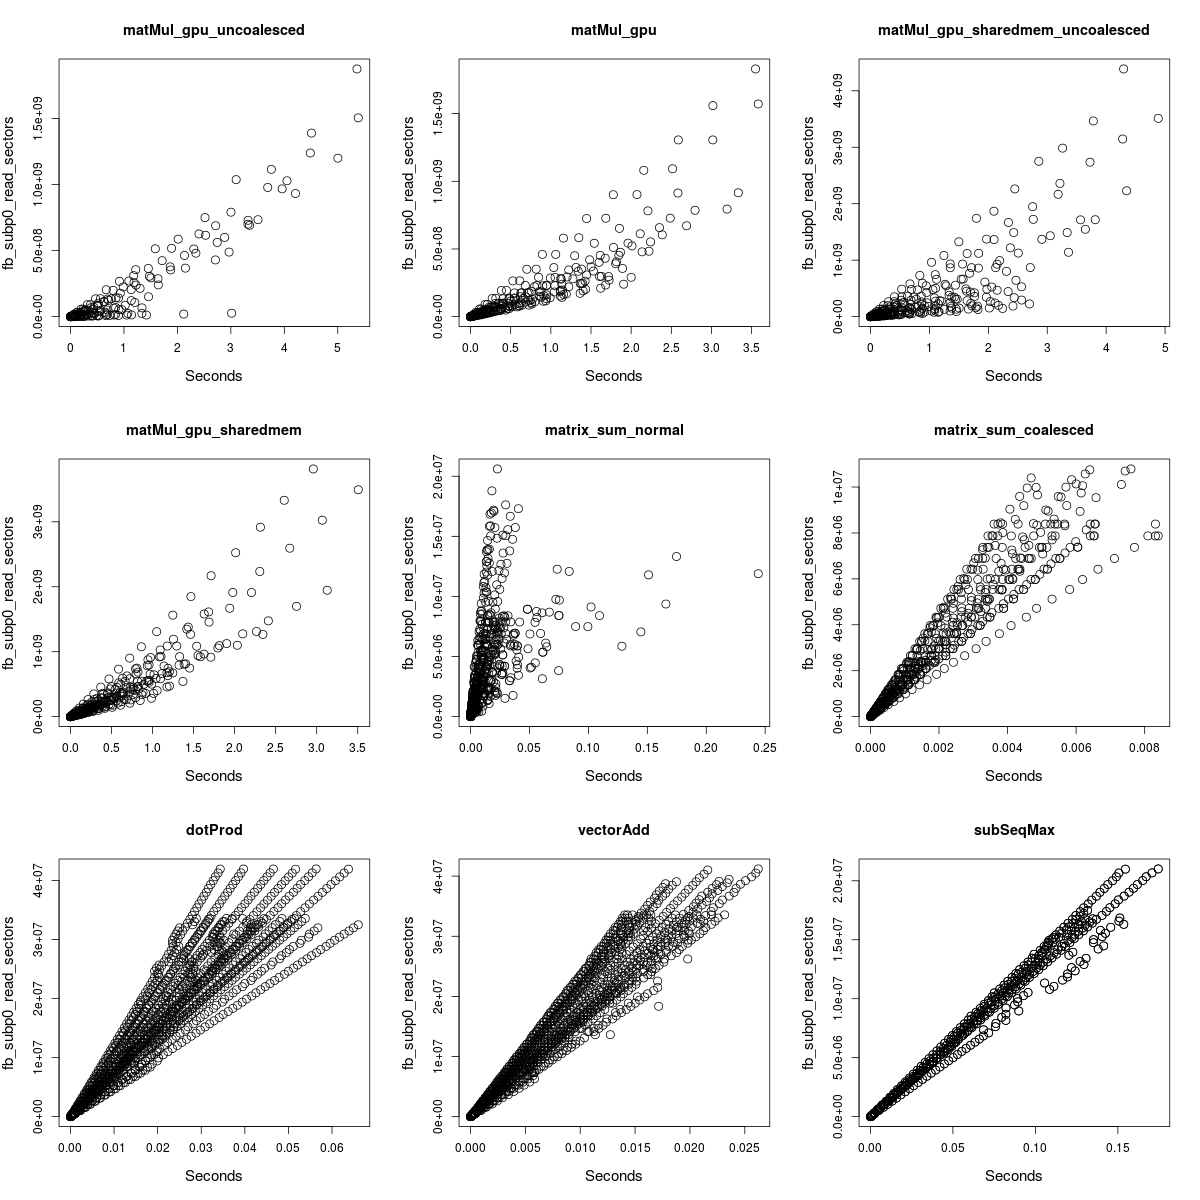 matMul_gpu_uncoalesced
fb_subp0_read_sectors
0.0e+00 5.0e+08 1.0e+09 1.5e+09
0 1 2 3 4 5
Seconds
matMul_gpu
fb_subp0_read_sectors
0.0e+00 5.0e+08 1.0e+09 1.5e+09
0.0 0.5 1.0 1.5 2.0 2.5 3.0 3.5
Seconds
matMul_gpu_sharedmem_uncoalesced
fb_subp0_read_sectors
0e+00 1e+09 2e+09 3e+09 4e+09
0 1 2 3 4 5
Seconds
matMul_gpu_sharedmem
fb_subp0_read_sectors
0e+00 1e+09 2e+09 3e+09
0.0 0.5 1.0 1.5 2.0 2.5 3.0 3.5
Seconds
matrix_sum_normal
fb_subp0_read_sectors
0.0e+00 5.0e+06 1.0e+07 1.5e+07 2.0e+07
0.00 0.05 0.10 0.15 0.20 0.25
Seconds
matrix_sum_coalesced
fb_subp0_read_sectors
0e+00 2e+06 4e+06 6e+06 8e+06 1e+07
0.000 0.002 0.004 0.006 0.008
Seconds
dotProd
fb_subp0_read_sectors
0e+00 1e+07 2e+07 3e+07 4e+07
0.00 0.01 0.02 0.03 0.04 0.05 0.06
Seconds
vectorAdd
fb_subp0_read_sectors
0e+00 1e+07 2e+07 3e+07 4e+07
0.000 0.005 0.010 0.015 0.020 0.025
Seconds
subSeqMax
fb_subp0_read_sectors
0.0e+00 5.0e+06 1.0e+07 1.5e+07 2.0e+07
0.00 0.05 0.10 0.15
Seconds